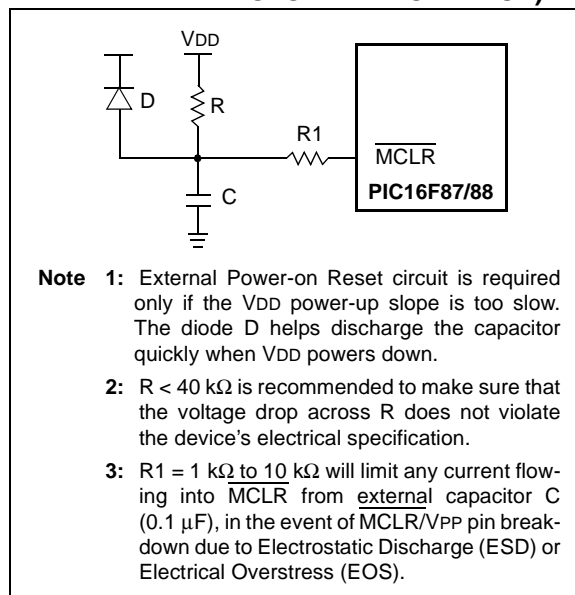 VDD
D
R
R1
MCLR
PIC16F87/88
C
Note 1: External Power-on Reset circuit is required
only if the VDD power-up slope is too slow.
The diode D helps discharge the capacitor
quickly when VDD powers down.
2: R < 40 kΩ is recommended to make sure that
the voltage drop across R does not violate
the device's electrical specification.
3: R1 = 1 kΩ to 10 kΩ will limit any current flow-
ing into MCLR from external capacitor C
(0.1 μF), in the event of MCLR/VPP pin break-
down due to Electrostatic Discharge (ESD) or
Electrical Overstress (EOS).